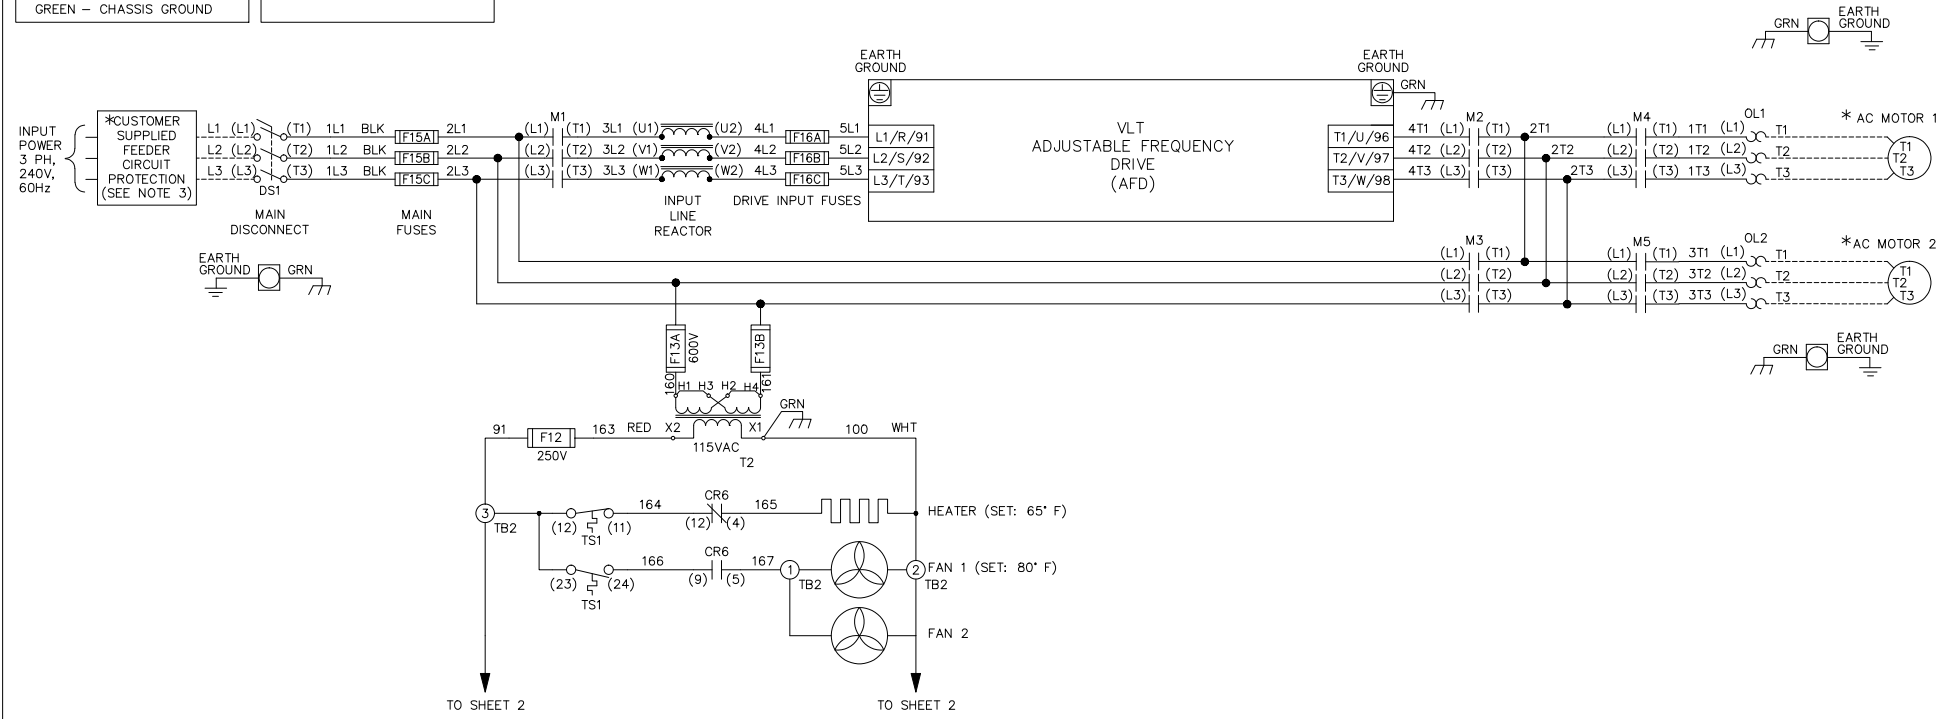 GREEN – CHASSIS GROUND
GRN
EARTH
GROUND
EARTH
GROUND
EARTH
GROUND
GRN
INPUT
POWER
3 PH,
240V,
60Hz
*CUSTOMER
SUPPLIED
FEEDER
CIRCUIT
PROTECTION
(SEE NOTE 3)
L1 (L1) (T1) 1L1 BLK F15A 2L1 (L1) M1 (T1) 3L1 (U1) (U2) 4L1 F16A 5L1 L1/R/91
L2 (L2) (T2) 1L2 BLK F15B 2L2 (L2) (T2) 3L2 (V1) (V2) 4L2 F16B 5L2 L2/S/92
L3 (L3) (T3) 1L3 BLK F15C 2L3 (L3) (T3) 3L3 (W1) (W2) 4L3 F16C 5L3 L3/T/93
DS1
MAIN
DISCONNECT
MAIN
FUSES
INPUT
LINE
REACTOR
DRIVE INPUT FUSES
VLT
ADJUSTABLE FREQUENCY
DRIVE
(AFD)
T1/U/96 4T1 (L1) M2 (T1) 2T1 (L1) M4 (T1) 1T1 (L1) OL1 T1
T2/V/97 4T2 (L2) (T2) 2T2 (L2) (T2) 1T2 (L2) T2
T3/W/98 4T3 (L3) (T3) 2T3 (L3) (T3) 1T3 (L3) T3
* AC MOTOR 1
T1
T2
T3
EARTH
GROUND
GRN
(L1) M3 (T1) (L1) M5 (T1) 3T1 (L1) OL2 T1
(L2) (T2) (L2) (T2) 3T2 (L2) T2
(L3) (T3) (L3) (T3) 3T3 (L3) T3
*AC MOTOR 2
T1
T2
T3
GRN
EARTH
GROUND
F13A
600V
F13B
160
161
H1 H3 H2 H4
GRN
91 F12 163 RED X2 X1 100 WHT
250V
115VAC
T2
3
TB2
(12) (11) 164 CR6 (12) (4) 165
TS1
HEATER (SET: 65° F)
(23) (24) 166 CR6 (9) (5) 167 1 TB2
TS1
2
TB2
FAN 1 (SET: 80° F)
FAN 2
TO SHEET 2
TO SHEET 2